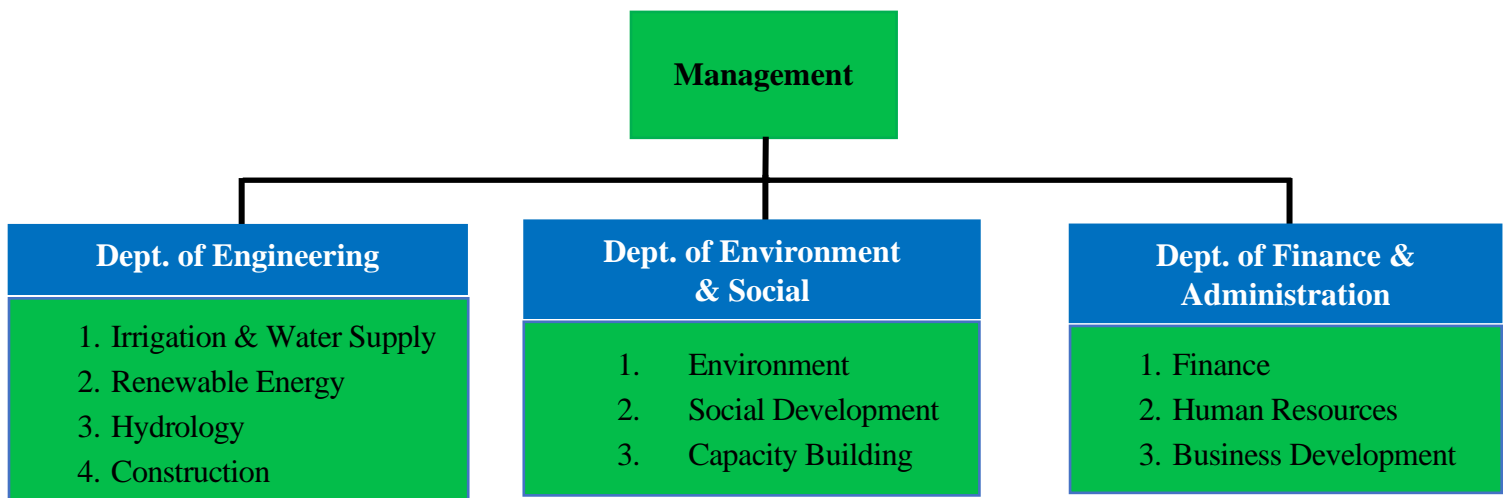 Management
Dept. of Engineering
1. Irrigation & Water Supply
2. Renewable Energy
3. Hydrology
4. Construction
Dept. of Environment
& Social
1. Environment
2. Social Development
3. Capacity Building
Dept. of Finance &
Administration
1. Finance
2. Human Resources
3. Business Development